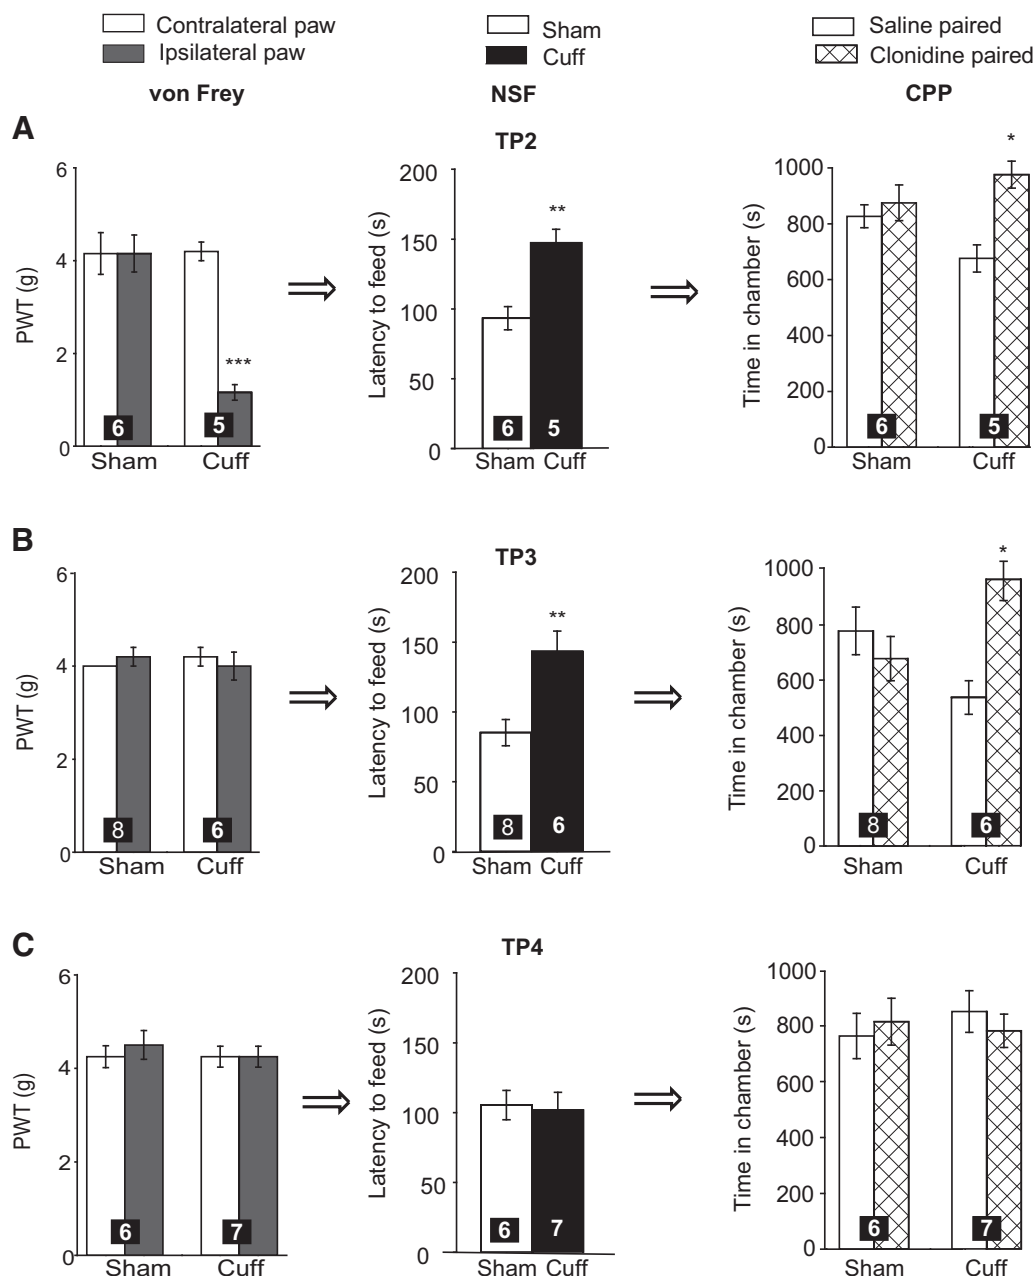 Contralateral paw
Ipsilateral paw
Sham
Cuff
Saline paired
Clonidine paired
von Frey
NSF
CPP
A
TP2
PWT (g)
6
4
2
0
***
6
5
Sham
Cuff
Latency to feed (s)
200
150
100
50
0
**
6
5
Sham
Cuff
Time in chamber (s)
1000
800
600
400
200
0
*
6
5
Sham
Cuff
B
TP3
PWT (g)
6
4
2
0
8
6
Sham
Cuff
Latency to feed (s)
200
150
100
50
0
**
8
6
Sham
Cuff
Time in chamber (s)
1000
800
600
400
200
0
*
8
6
Sham
Cuff
C
TP4
PWT (g)
6
4
2
0
6
7
Sham
Cuff
Latency to feed (s)
200
150
100
50
0
6
7
Sham
Cuff
Time in chamber (s)
1000
800
600
400
200
0
6
7
Sham
Cuff